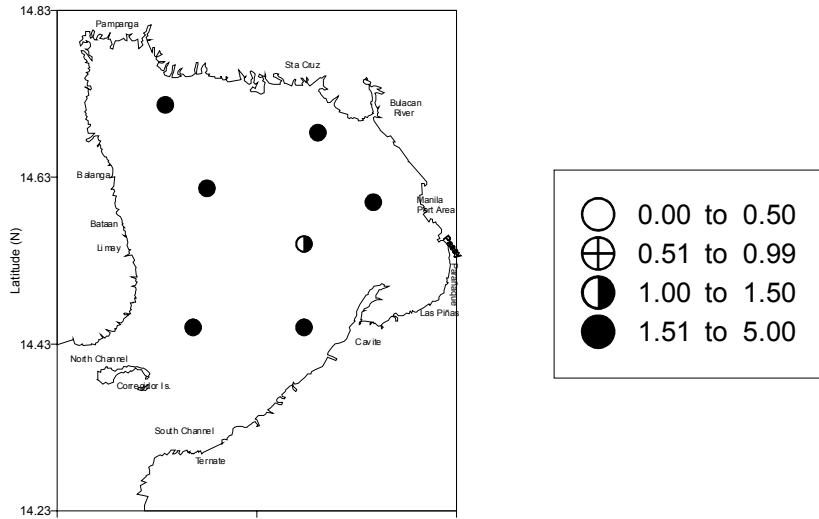 14.83
Pampanga
Sta Cruz
Bulacan
River
14.63
Balanga
Manila
Port Area
Bataan
Limay
Latitude (N)
Parañaque
Las Piñas
14.43
Cavite
North Channel
Corregidor Is.
South Channel
Ternate
14.23
0.00 to 0.50
0.51 to 0.99
1.00 to 1.50
1.51 to 5.00